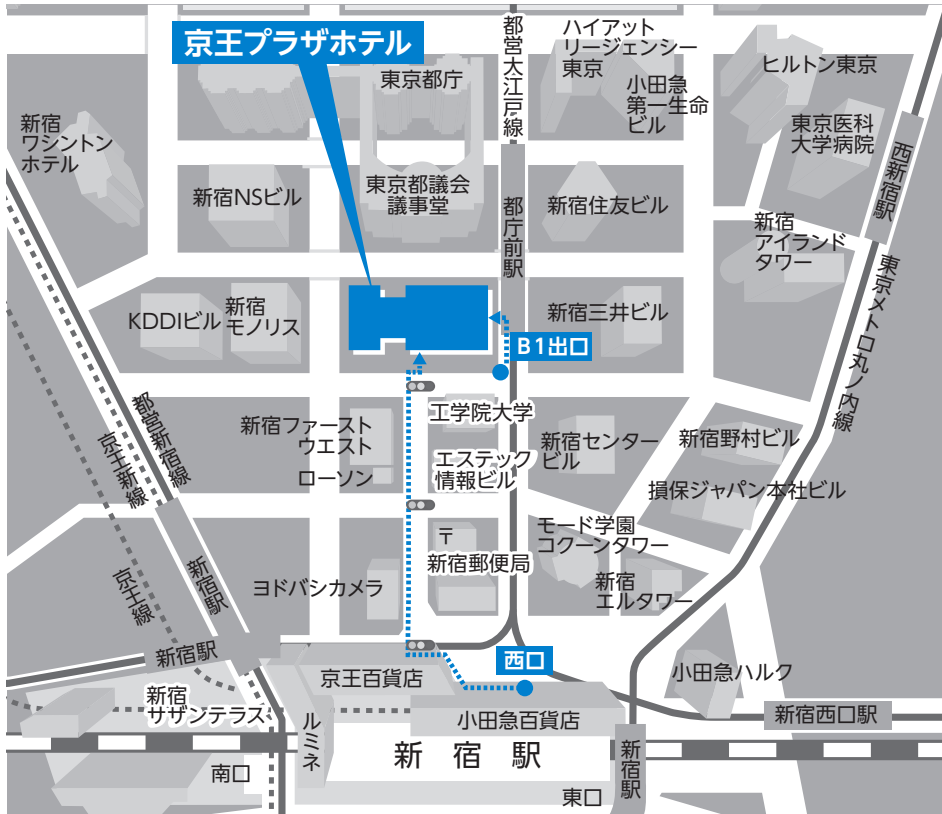 京王プラザホテル
都営大江戸線
ハイアット
リージェンシー
東京
小田急
第一生命
ビル
ヒルトン東京
東京都庁
新宿
ワシントン
ホテル
東京医科
大学病院
西新宿駅
新宿NSビル
東京都議会
議事堂
都庁前駅
新宿住友ビル
新宿
アイランド
タワー
東京メトロ丸ノ内線
KDDIビル
新宿
モノリス
新宿三井ビル
B1出口
都営新宿線
京王新線
新宿ファースト
ウエスト
ローソン
工学院大学
エステック
情報ビル
新宿センター
ビル
新宿野村ビル
損保ジャパン本社ビル
〒
新宿郵便局
モード学園
コクーンタワー
新宿
エルタワー
京王線
新宿駅
ヨドバシカメラ
新宿駅
西口
京王百貨店
小田急ハルク
新宿
サザンテラス
ルミネ
小田急百貨店
新宿西口駅
南口
新宿駅
新宿駅
東口